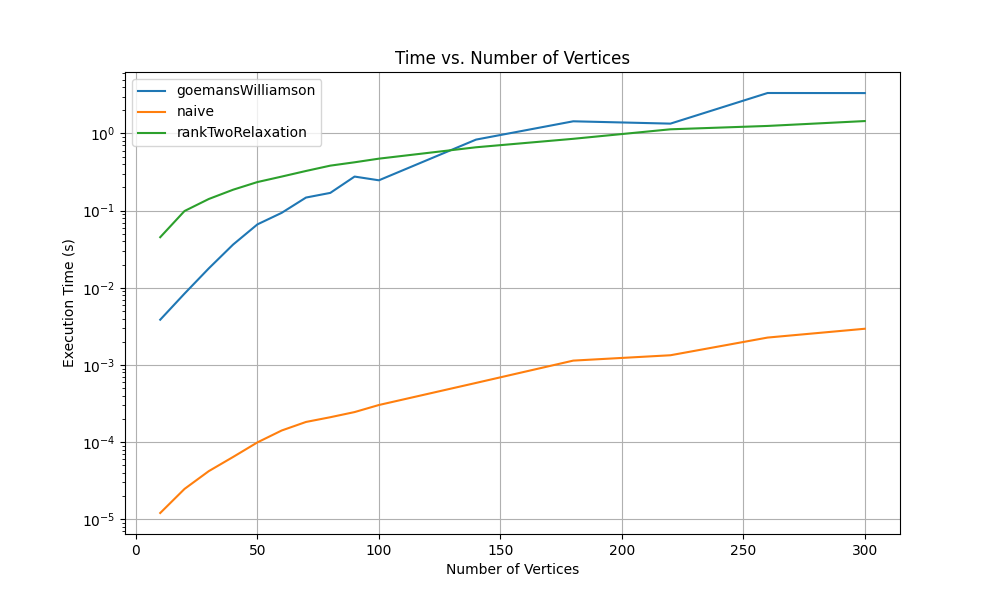 Time vs. Number of Vertices
goemansWilliamson
naive
rankTwoRelaxation
Execution Time (s)
10⁰
10⁻¹
10⁻²
10⁻³
10⁻⁴
10⁻⁵
0 50 100 150 200 250 300
Number of Vertices